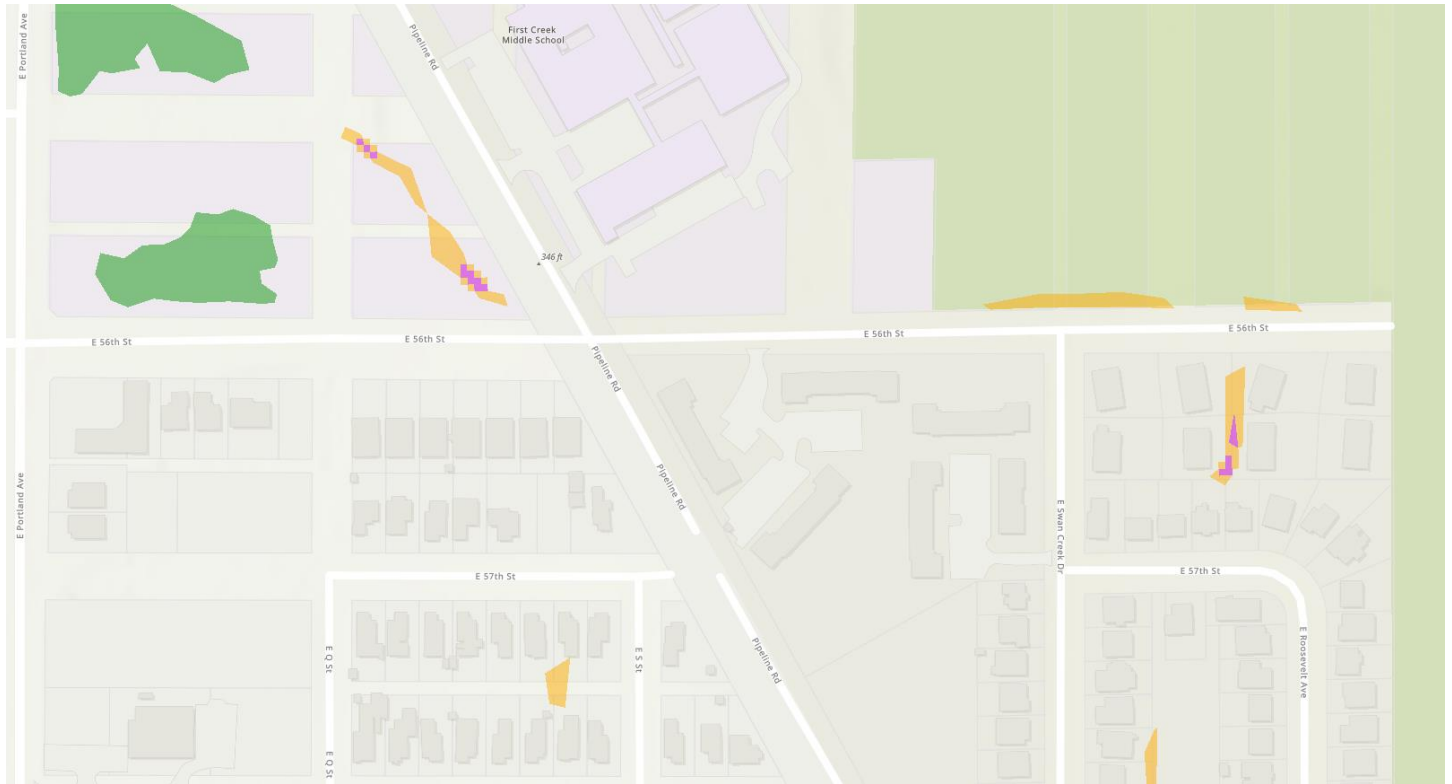 E Portland Ave
Pipeline Rd
First Creek
Middle School
346 ft
E 56th St
E 56th St
E 56th St
E 56th St
Pipeline Rd
Pipeline Rd
E Portland Ave
E Swan Creek Dr
E 57th St
E 57th St
E Q St
E S St
Pipeline Rd
E Roosevelt Ave
E Q St